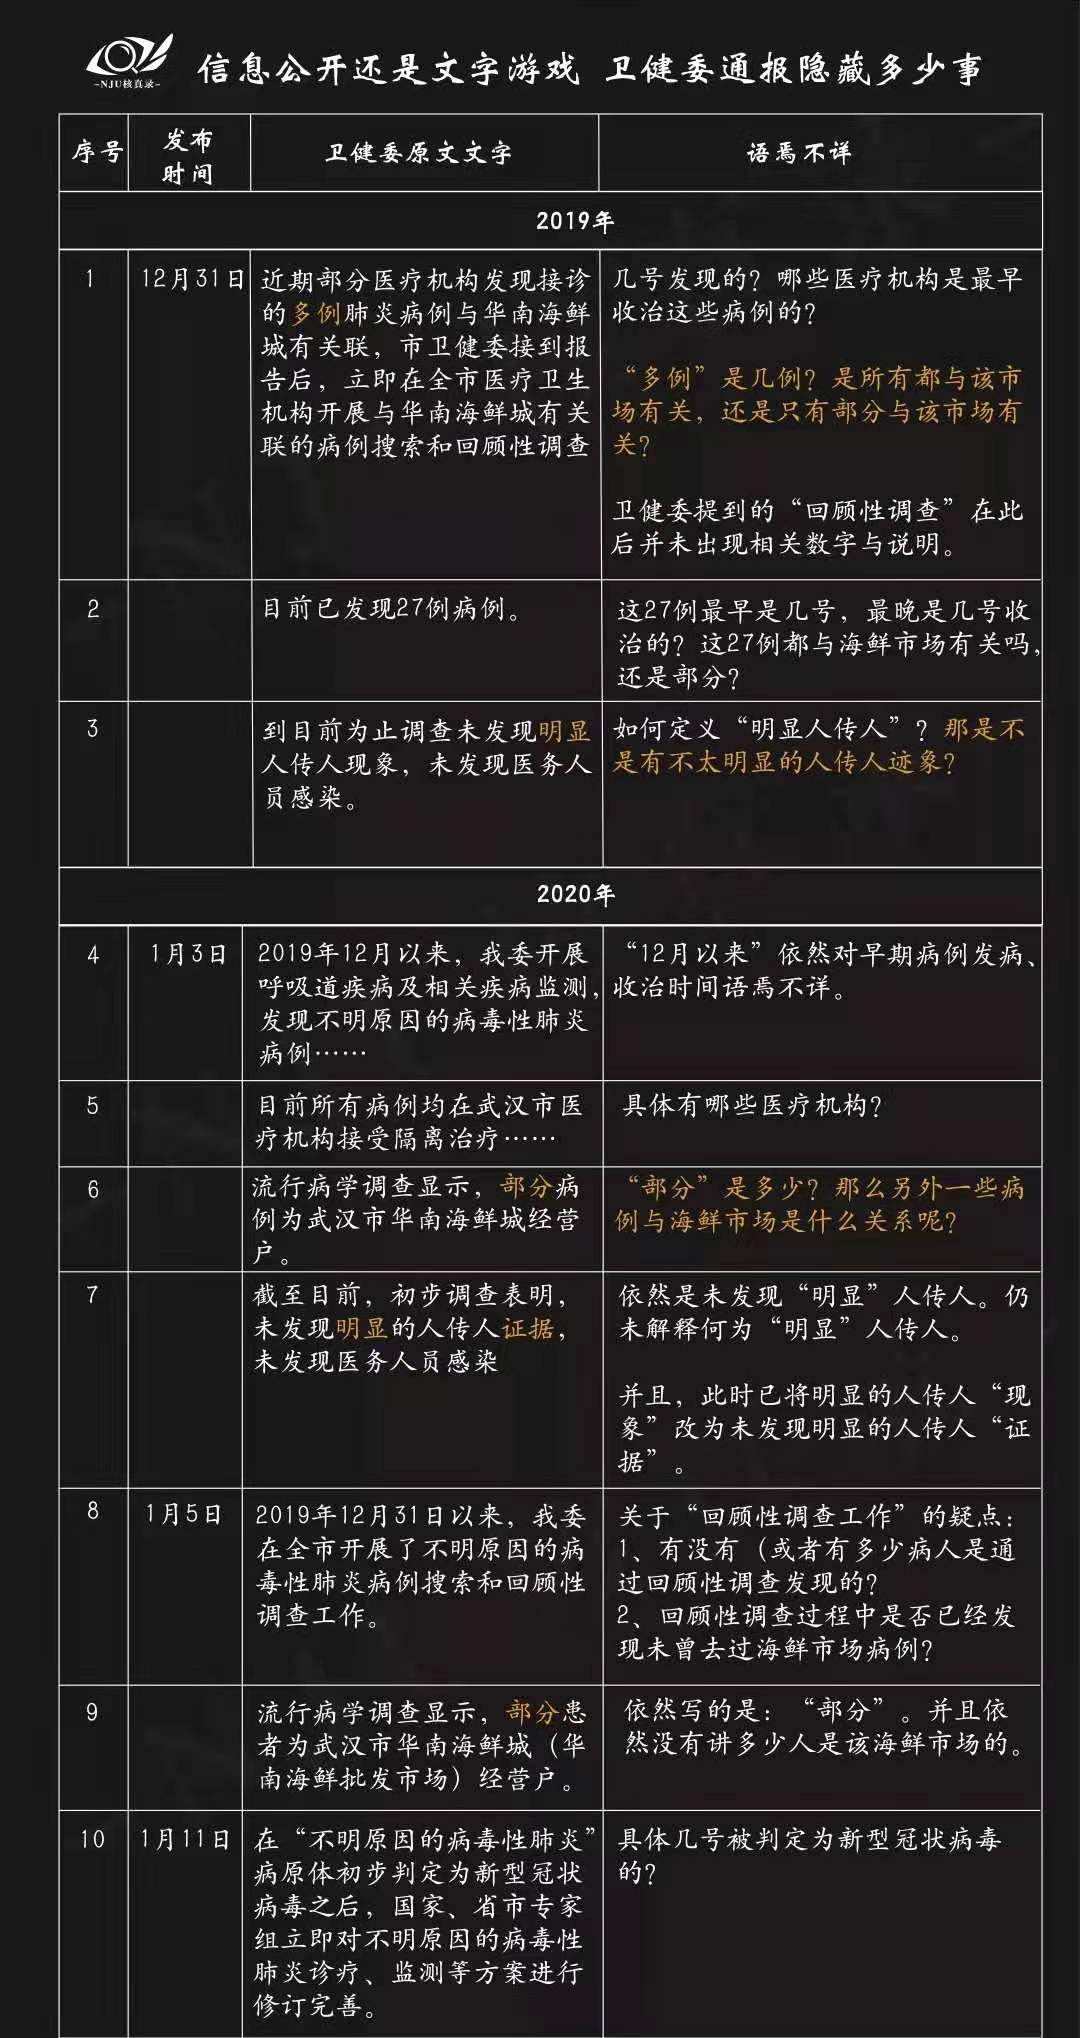 -NJU核真录-
信息公开还是文字游戏 卫健委通报隐藏多少事
序号
发布
时间
卫健委原文文字
语焉不详
2019年
1
12月31日
近期部分医疗机构发现接诊
的多例肺炎病例与华南海鲜
城有关联，市卫健委接到报
告后，立即在全市医疗卫生
机构开展与华南海鲜城有关
联的病例搜索和回顾性调查
几号发现的？哪些医疗机构是最早
收治这些病例的？
“多例”是几例？是所有都与该市
场有关，还是只有部分与该市场有
关？
卫健委提到的“回顾性调查”在此
后并未出现相关数字与说明。
2
目前已发现27例病例。
这27例最早是几号，最晚是几号收
治的？这27例都与海鲜市场有关吗，
还是部分？
3
到目前为止调查未发现明显
人传人现象，未发现医务人
员感染。
如何定义“明显人传人”？那是不
是有不太明显的人传人迹象？
2020年
4
1月3日
2019年12月以来，我委开展
呼吸道疾病及相关疾病监测，
发现不明原因的病毒性肺炎
病例……
“12月以来”依然对早期病例发病、
收治时间语焉不详。
5
目前所有病例均在武汉市医
疗机构接受隔离治疗……
具体有哪些医疗机构？
6
流行病学调查显示，部分病
例为武汉市华南海鲜城经营
户。
“部分”是多少？那么另外一些病
例与海鲜市场是什么关系呢？
7
截至目前，初步调查表明，
未发现明显的人传人证据，
未发现医务人员感染
依然是未发现“明显”人传人。仍
未解释何为“明显”人传人。
并且，此时已将明显的人传人“现
象”改为未发现明显的人传人“证
据”。
8
1月5日
2019年12月31日以来，我委
在全市开展了不明原因的病
毒性肺炎病例搜索和回顾性
调查工作。
关于“回顾性调查工作”的疑点：
1、有没有（或者有多少病人是通
过回顾性调查发现的？
2、回顾性调查过程中是否已经发
现未曾去过海鲜市场病例？
9
流行病学调查显示，部分患
者为武汉市华南海鲜城（华
南海鲜批发市场）经营户。
依然写的是：“部分”。并且依
然没有讲多少人是该海鲜市场的。
10
1月11日
在“不明原因的病毒性肺炎”
病原体初步判定为新型冠状
病毒之后，国家、省市专家
组立即对不明原因的病毒性
肺炎诊疗、监测等方案进行
修订完善。
具体几号被判定为新型冠状病毒
的？